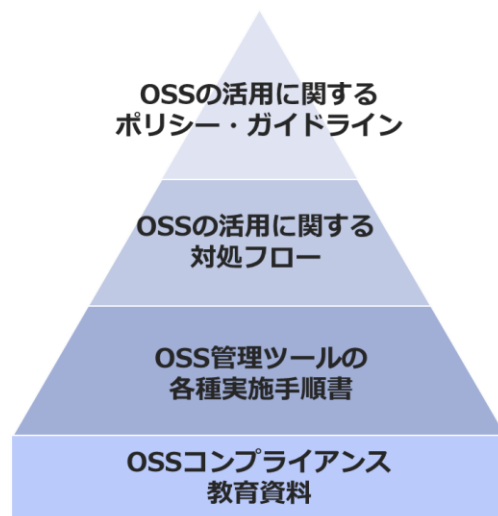 OSSの活用に関する
ポリシー・ガイドライン
OSSの活用に関する
対処フロー
OSS管理ツールの
各種実施手順書
OSSコンプライアンス
教育資料